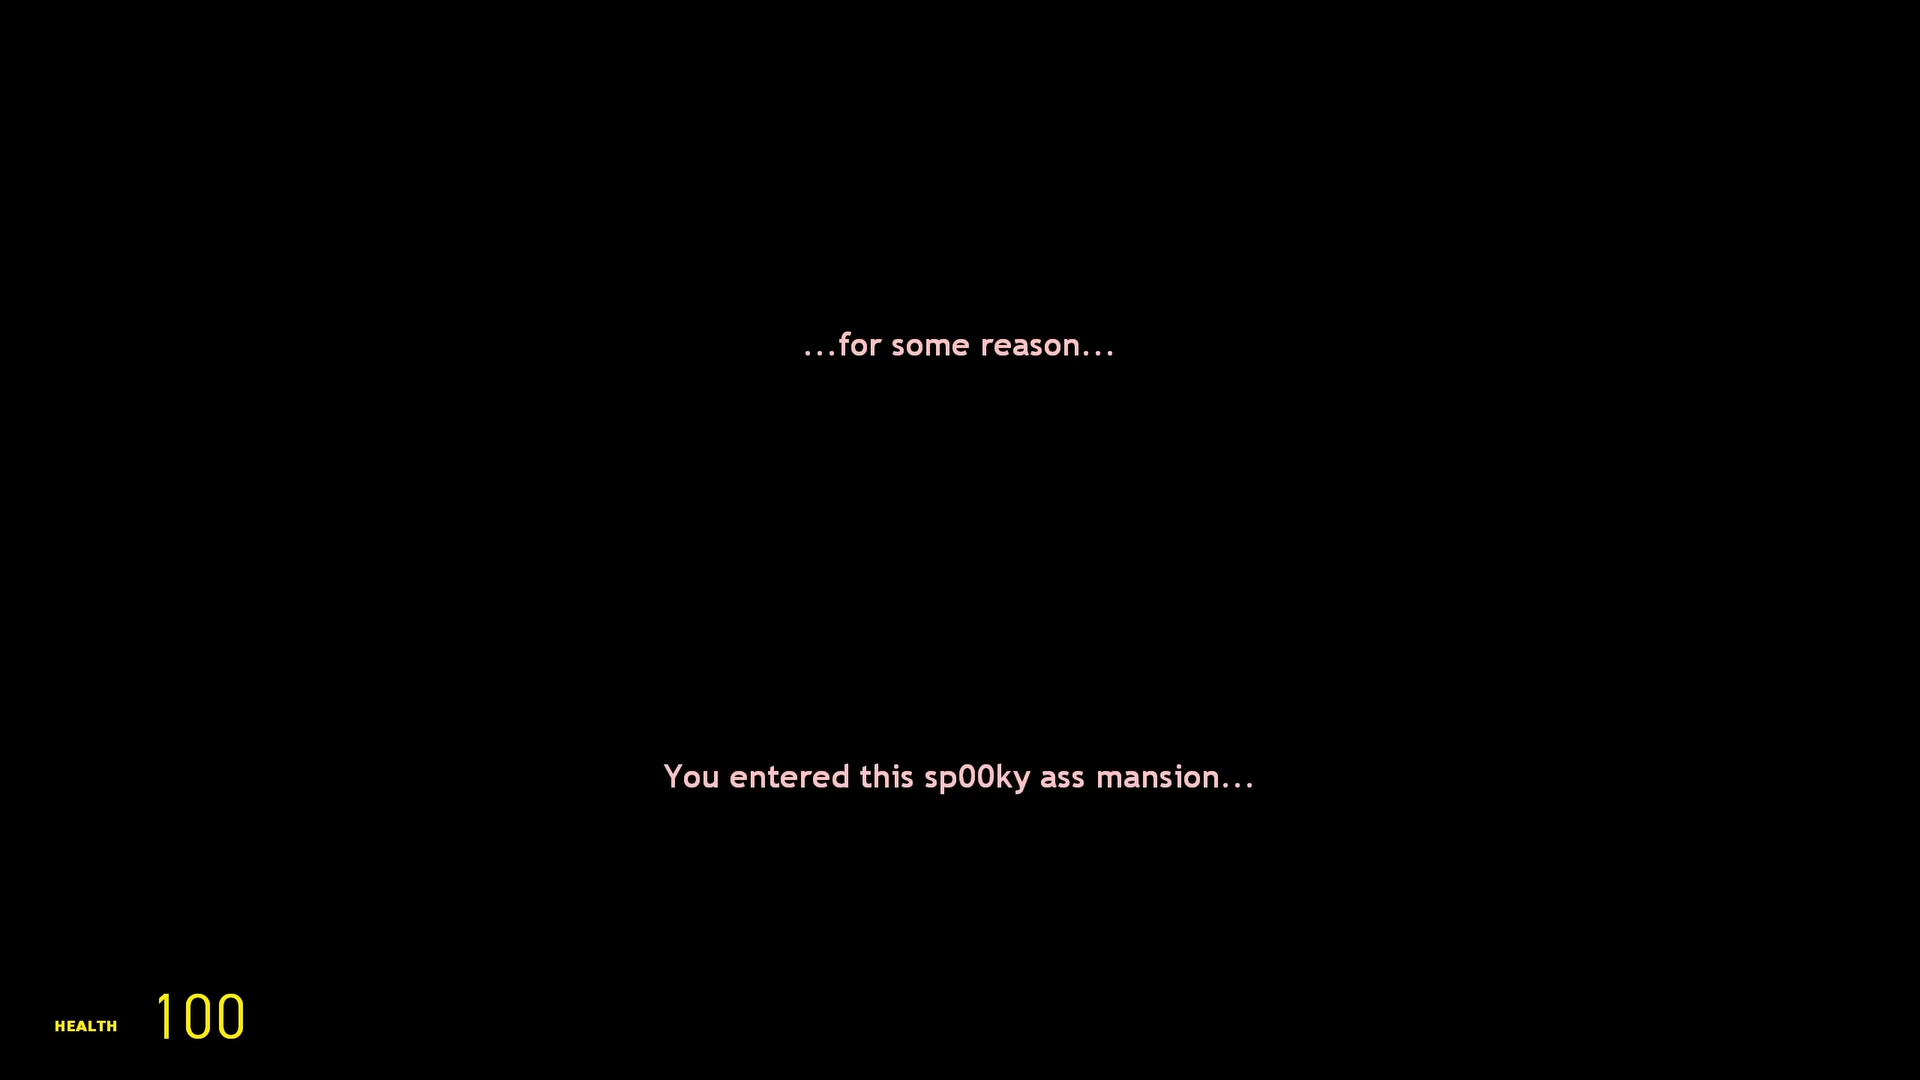 ...for some reason...
You entered this sp00ky ass mansion...
HEALTH 100